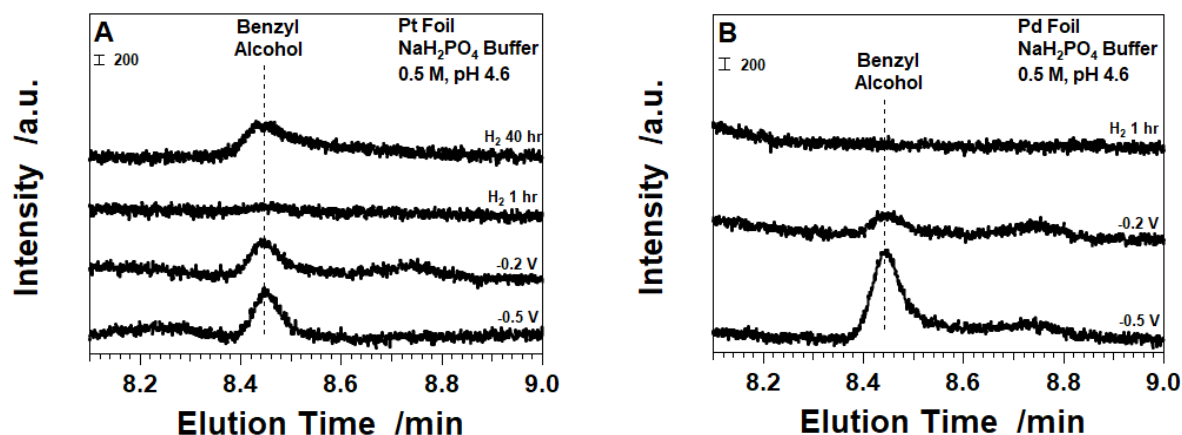 A
Benzyl
Alcohol
Pt Foil
NaH₂PO₄ Buffer
0.5 M, pH 4.6
200
H₂ 40 hr
H₂ 1 hr
-0.2 V
-0.5 V
8.2 8.4 8.6 8.8 9.0
Elution Time /min
Intensity /a.u.
B
Benzyl
Alcohol
Pd Foil
NaH₂PO₄ Buffer
0.5 M, pH 4.6
200
H₂ 1 hr
-0.2 V
-0.5 V
8.2 8.4 8.6 8.8 9.0
Elution Time /min
Intensity /a.u.